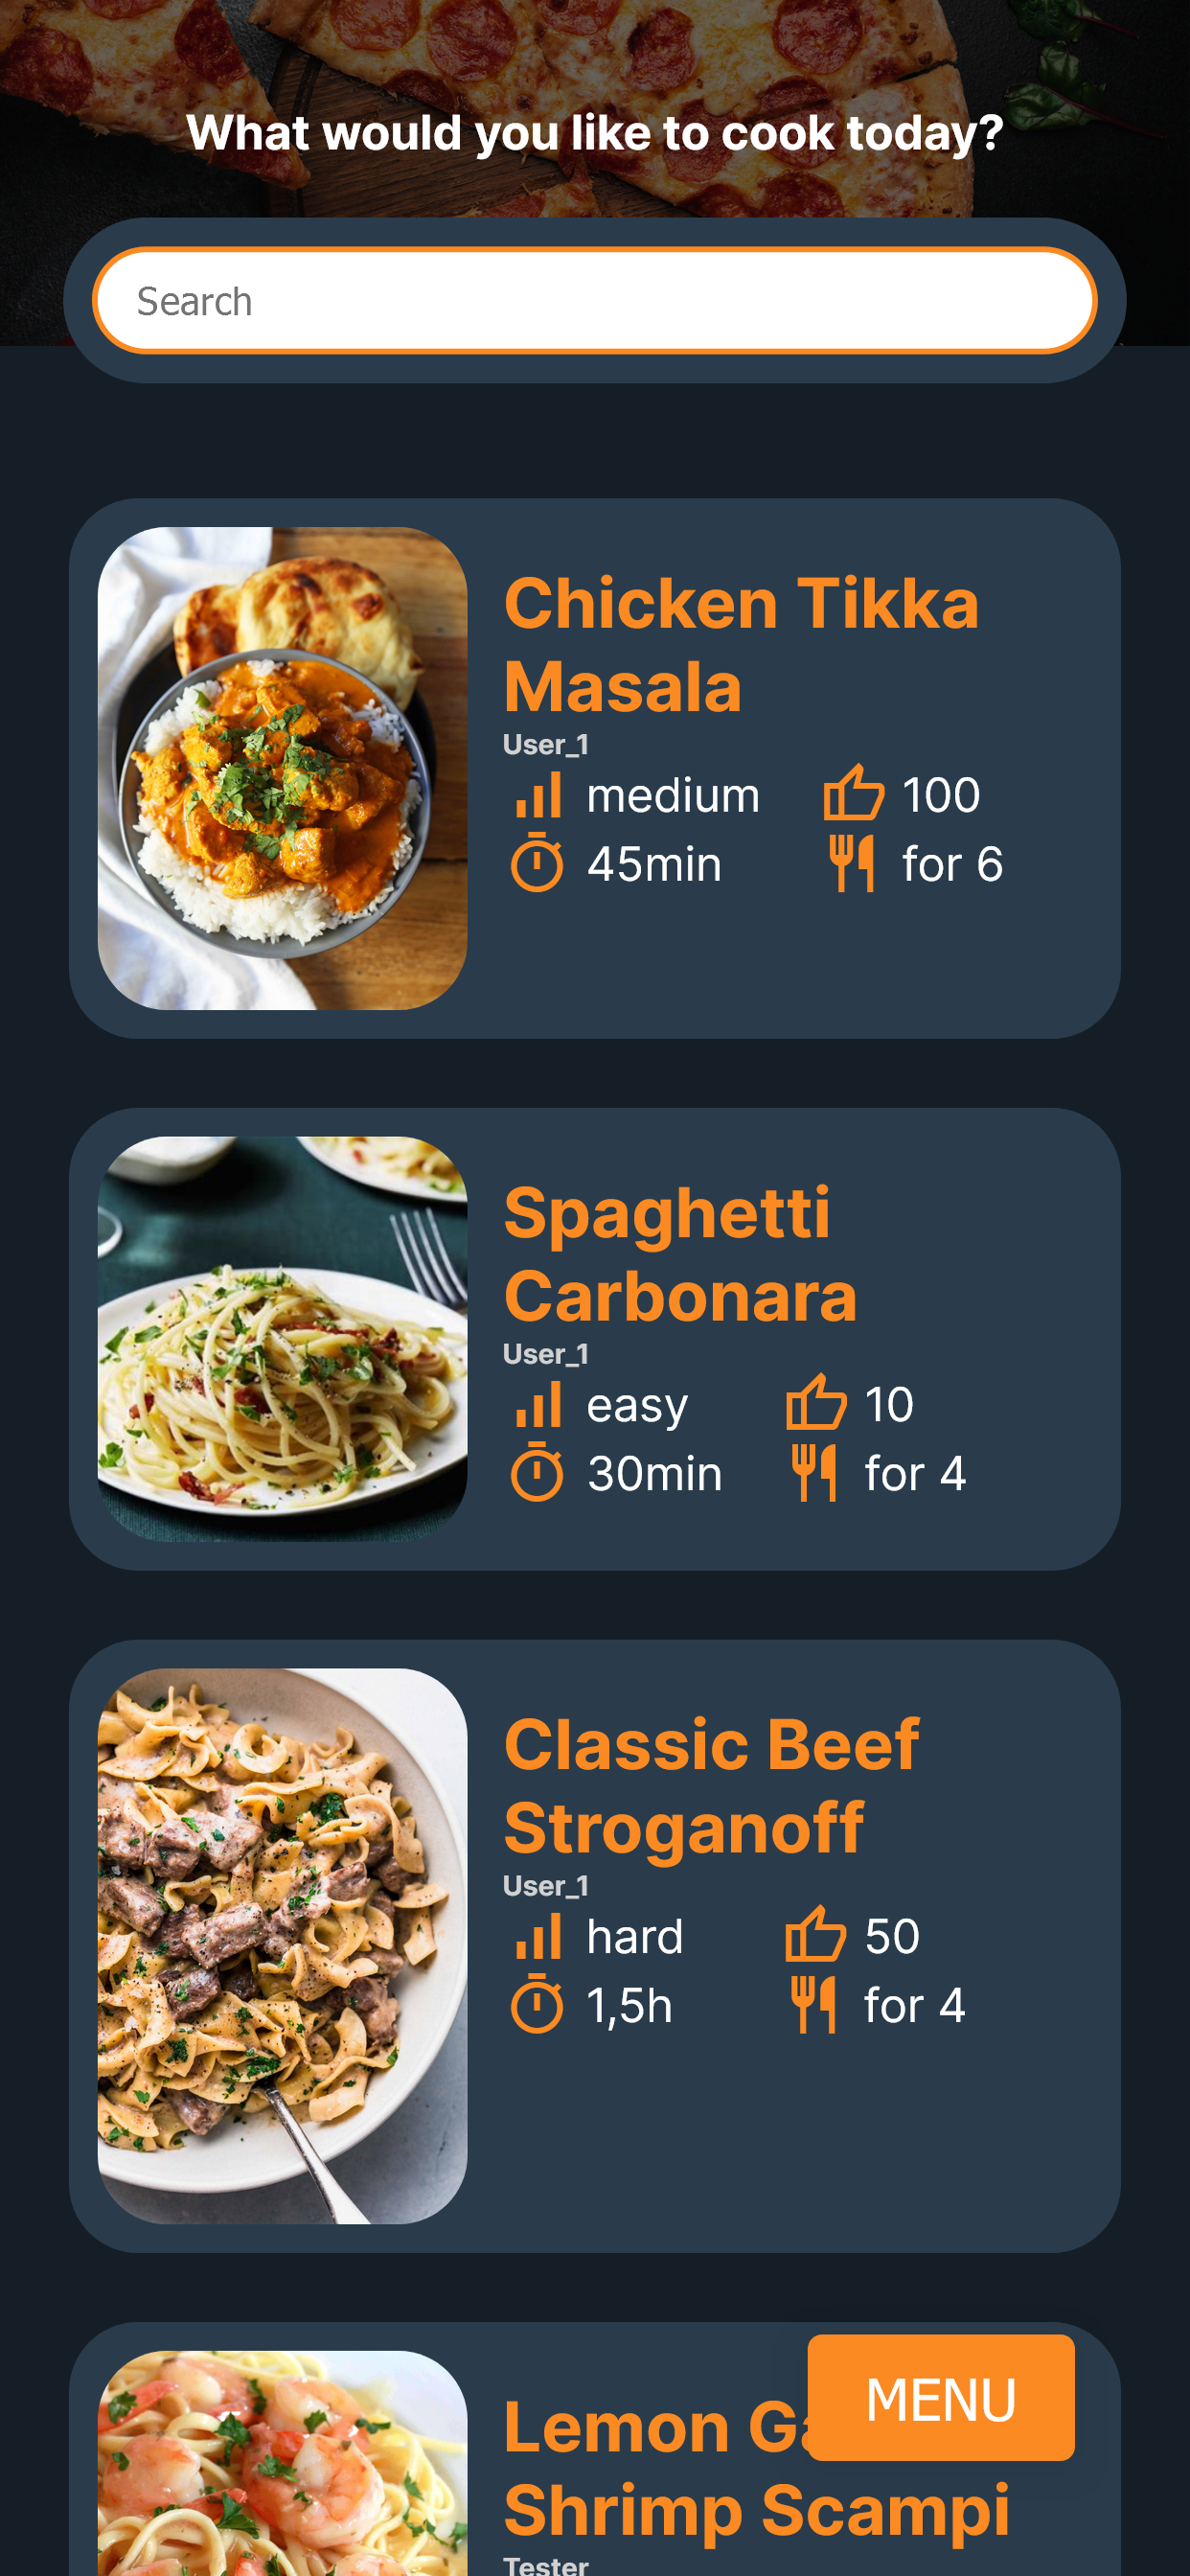 What would you like to cook today?
Search
Chicken Tikka
Masala
User_1
medium
100
45min
for 6
Spaghetti
Carbonara
User_1
easy
10
30min
for 4
Classic Beef
Stroganoff
User_1
hard
50
1,5h
for 4
MENU
Lemon
Shrimp Scampi
Tester